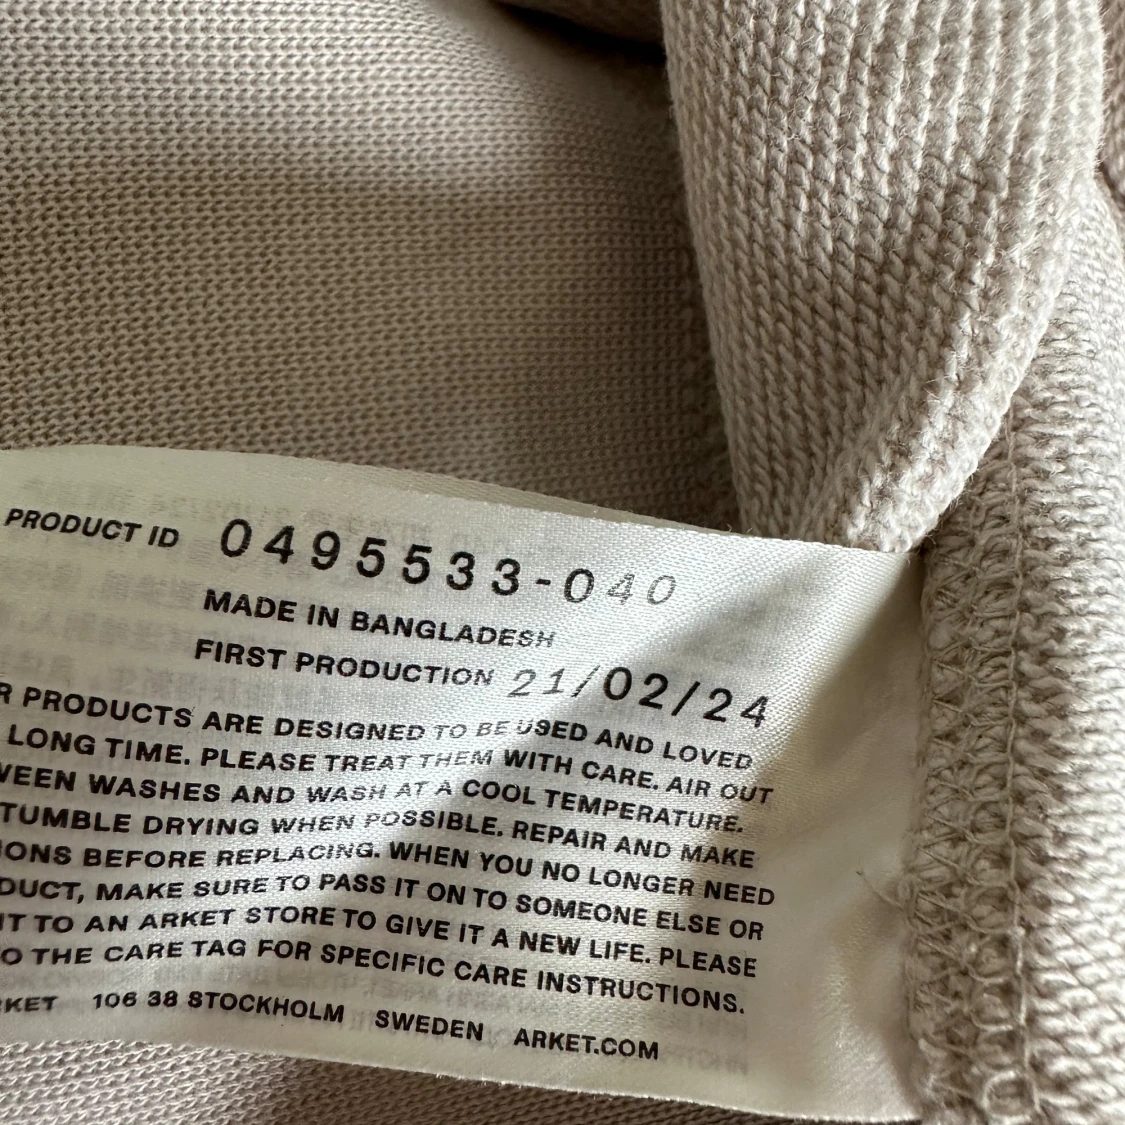 PRODUCT ID 0495533-040
MADE IN BANGLADESH
FIRST PRODUCTION 21/02/24
R PRODUCTS ARE DESIGNED TO BE USED AND LOVED
LONG TIME. PLEASE TREAT THEM WITH CARE. AIR OUT
WEEN WASHES AND WASH AT A COOL TEMPERATURE.
TUMBLE DRYING WHEN POSSIBLE. REPAIR AND MAKE
IONS BEFORE REPLACING. WHEN YOU NO LONGER NEED
DUCT, MAKE SURE TO PASS IT ON TO SOMEONE ELSE OR
IT TO AN ARKET STORE TO GIVE IT A NEW LIFE. PLEASE
O THE CARE TAG FOR SPECIFIC CARE INSTRUCTIONS.
RKET 106 38 STOCKHOLM SWEDEN ARKET.COM